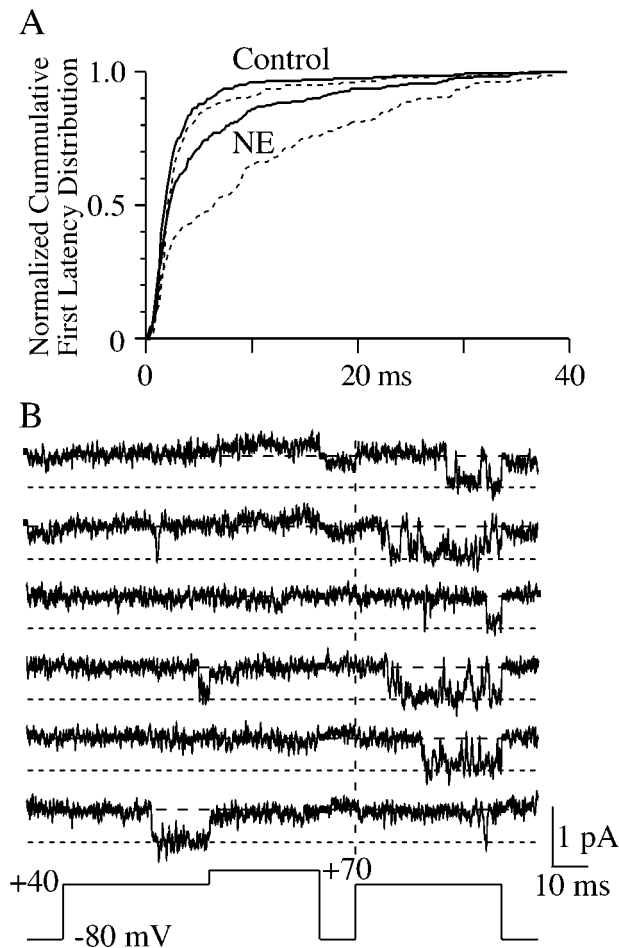 A
Normalized Cummulative
First Latency Distribution
1.0
0.5
0
Control
NE
0
20 ms
40
B
1 pA
10 ms
+40
+70
-80 mV